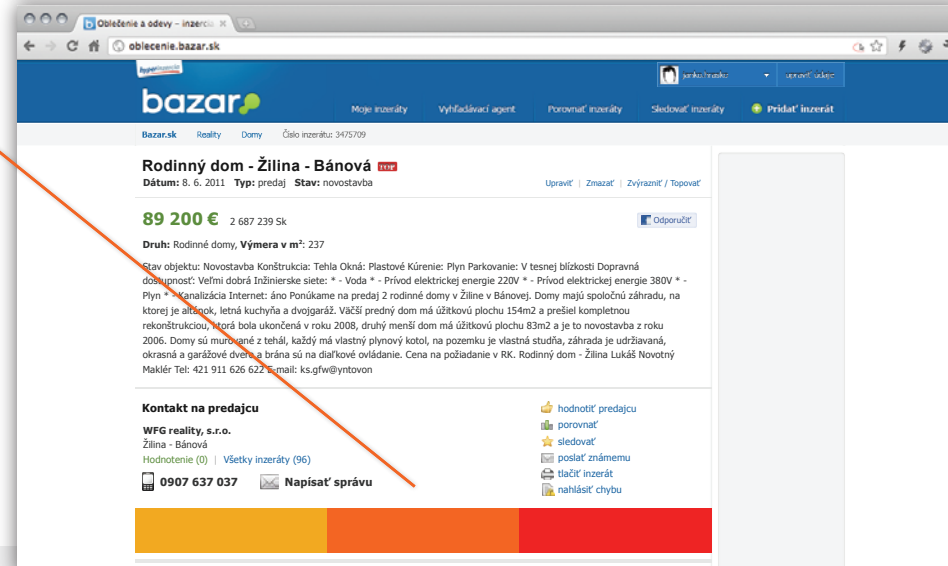 Oblečenie a odevy – inzercia
oblecenie.bazar.sk
bazar
upraviť údaje
Moje inzeráty Vyhľadávací agent Porovnať inzeráty Sledovať inzeráty Pridať inzerát
Bazar.sk Reality Domy Číslo inzerátu: 3475709
Rodinný dom - Žilina - Bánová TOP
Dátum: 8. 6. 2011 Typ: predaj Stav: novostavba
Upraviť | Zmazať | Zvýrazniť / Topovať
89 200 € 2 687 239 Sk
Odporučiť
Druh: Rodinné domy, Výmera v m²: 237
Stav objektu: Novostavba Konštrukcia: Tehla Okná: Plastové Kúrenie: Plyn Parkovanie: V tesnej blízkosti Dopravná
dostupnosť: Veľmi dobrá Inžinierske siete: * - Voda * - Prívod elektrickej energie 220V * - Prívod elektrickej energie 380V * -
Plyn * - Kanalizácia Internet: áno Ponúkame na predaj 2 rodinné domy v Žiline v Bánovej. Domy majú spoločnú záhradu, na
ktorej je altánok, letná kuchyňa a dvojgaráž. Väčší predný dom má úžitkovú plochu 154m2 a prešiel kompletnou
rekonštrukciou, ktorá bola ukončená v roku 2008, druhý menší dom má úžitkovú plochu 83m2 a je to novostavba z roku
2006. Domy sú murované z tehál, každý má vlastný plynový kotol, na pozemku je vlastná studňa, záhrada je udržiavaná,
okrasná a garážové dvere a brána sú na diaľkové ovládanie. Cena na požiadanie v RK. Rodinný dom - Žilina Lukáš Novotný
Maklér Tel: 421 911 626 622 E-mail: ks.gfw@yntovon
Kontakt na predajcu
WFG reality, s.r.o.
Žilina - Bánová
Hodnotenie (0) | Všetky inzeráty (96)
0907 637 037 Napísať správu
hodnotiť predajcu
porovnať
sledovať
poslať známemu
tlačiť inzerát
nahlásiť chybu